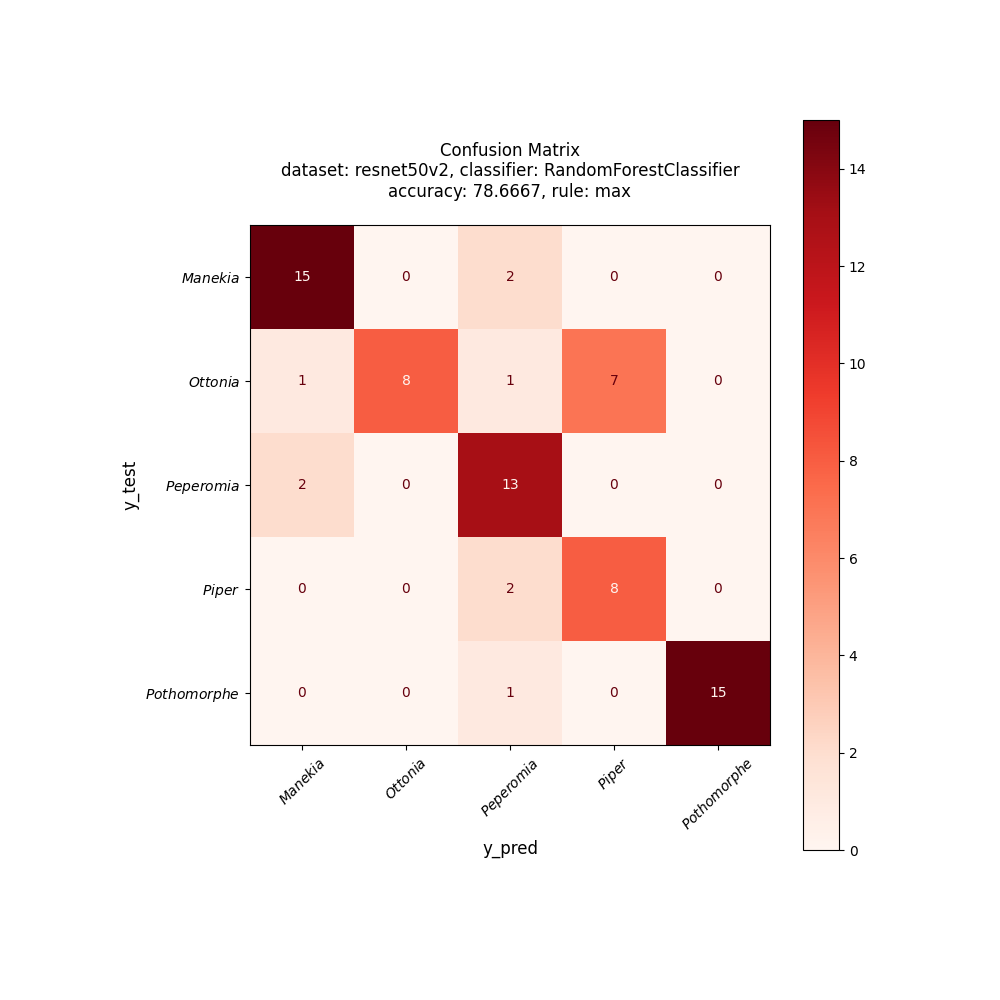 Confusion Matrix
dataset: resnet50v2, classifier: RandomForestClassifier
accuracy: 78.6667, rule: max
Manekia 15 0 2 0 0
Ottonia 1 8 1 7 0
Peperomia 2 0 13 0 0
Piper 0 0 2 8 0
Pothomorphe 0 0 1 0 15
y_test
Manekia Ottonia Peperomia Piper Pothomorphe
y_pred
14
12
10
8
6
4
2
0